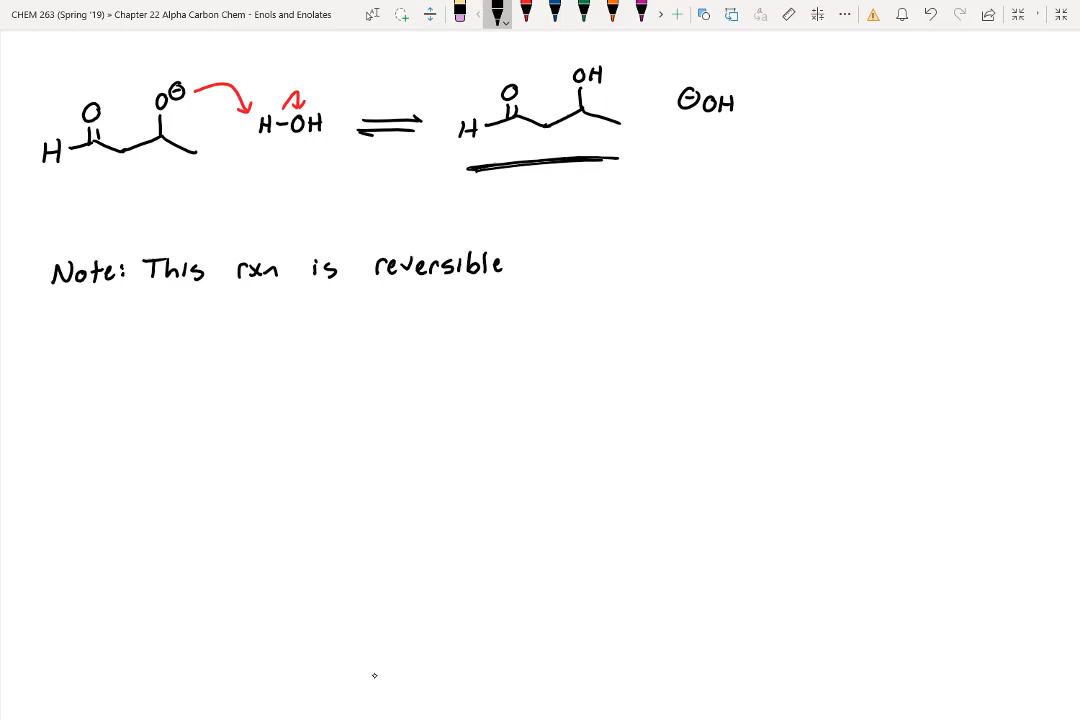 CHEM 263 (Spring '19) » Chapter 22 Alpha Carbon Chem - Enols and Enolates
O O⊖
H
H-OH
O OH
H
⊖OH
Note: This rxn is reversible